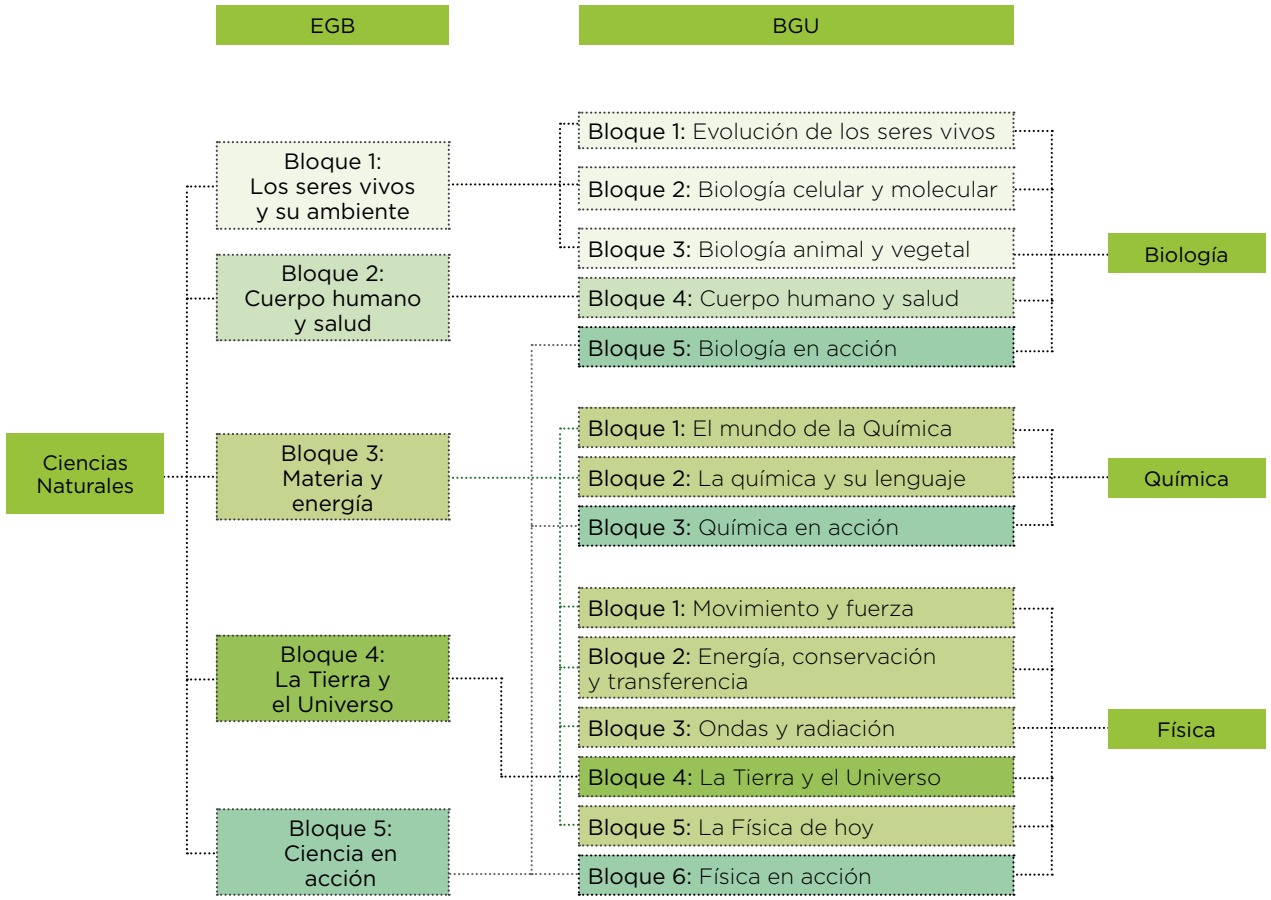 EGB
BGU
Ciencias
Naturales
Bloque 1:
Los seres vivos
y su ambiente
Bloque 2:
Cuerpo humano
y salud
Bloque 3:
Materia y
energía
Bloque 4:
La Tierra y
el Universo
Bloque 5:
Ciencia en
acción
Bloque 1: Evolución de los seres vivos
Bloque 2: Biología celular y molecular
Bloque 3: Biología animal y vegetal
Bloque 4: Cuerpo humano y salud
Bloque 5: Biología en acción
Biología
Bloque 1: El mundo de la Química
Bloque 2: La química y su lenguaje
Bloque 3: Química en acción
Química
Bloque 1: Movimiento y fuerza
Bloque 2: Energía, conservación
y transferencia
Bloque 3: Ondas y radiación
Bloque 4: La Tierra y el Universo
Bloque 5: La Física de hoy
Bloque 6: Física en acción
Física